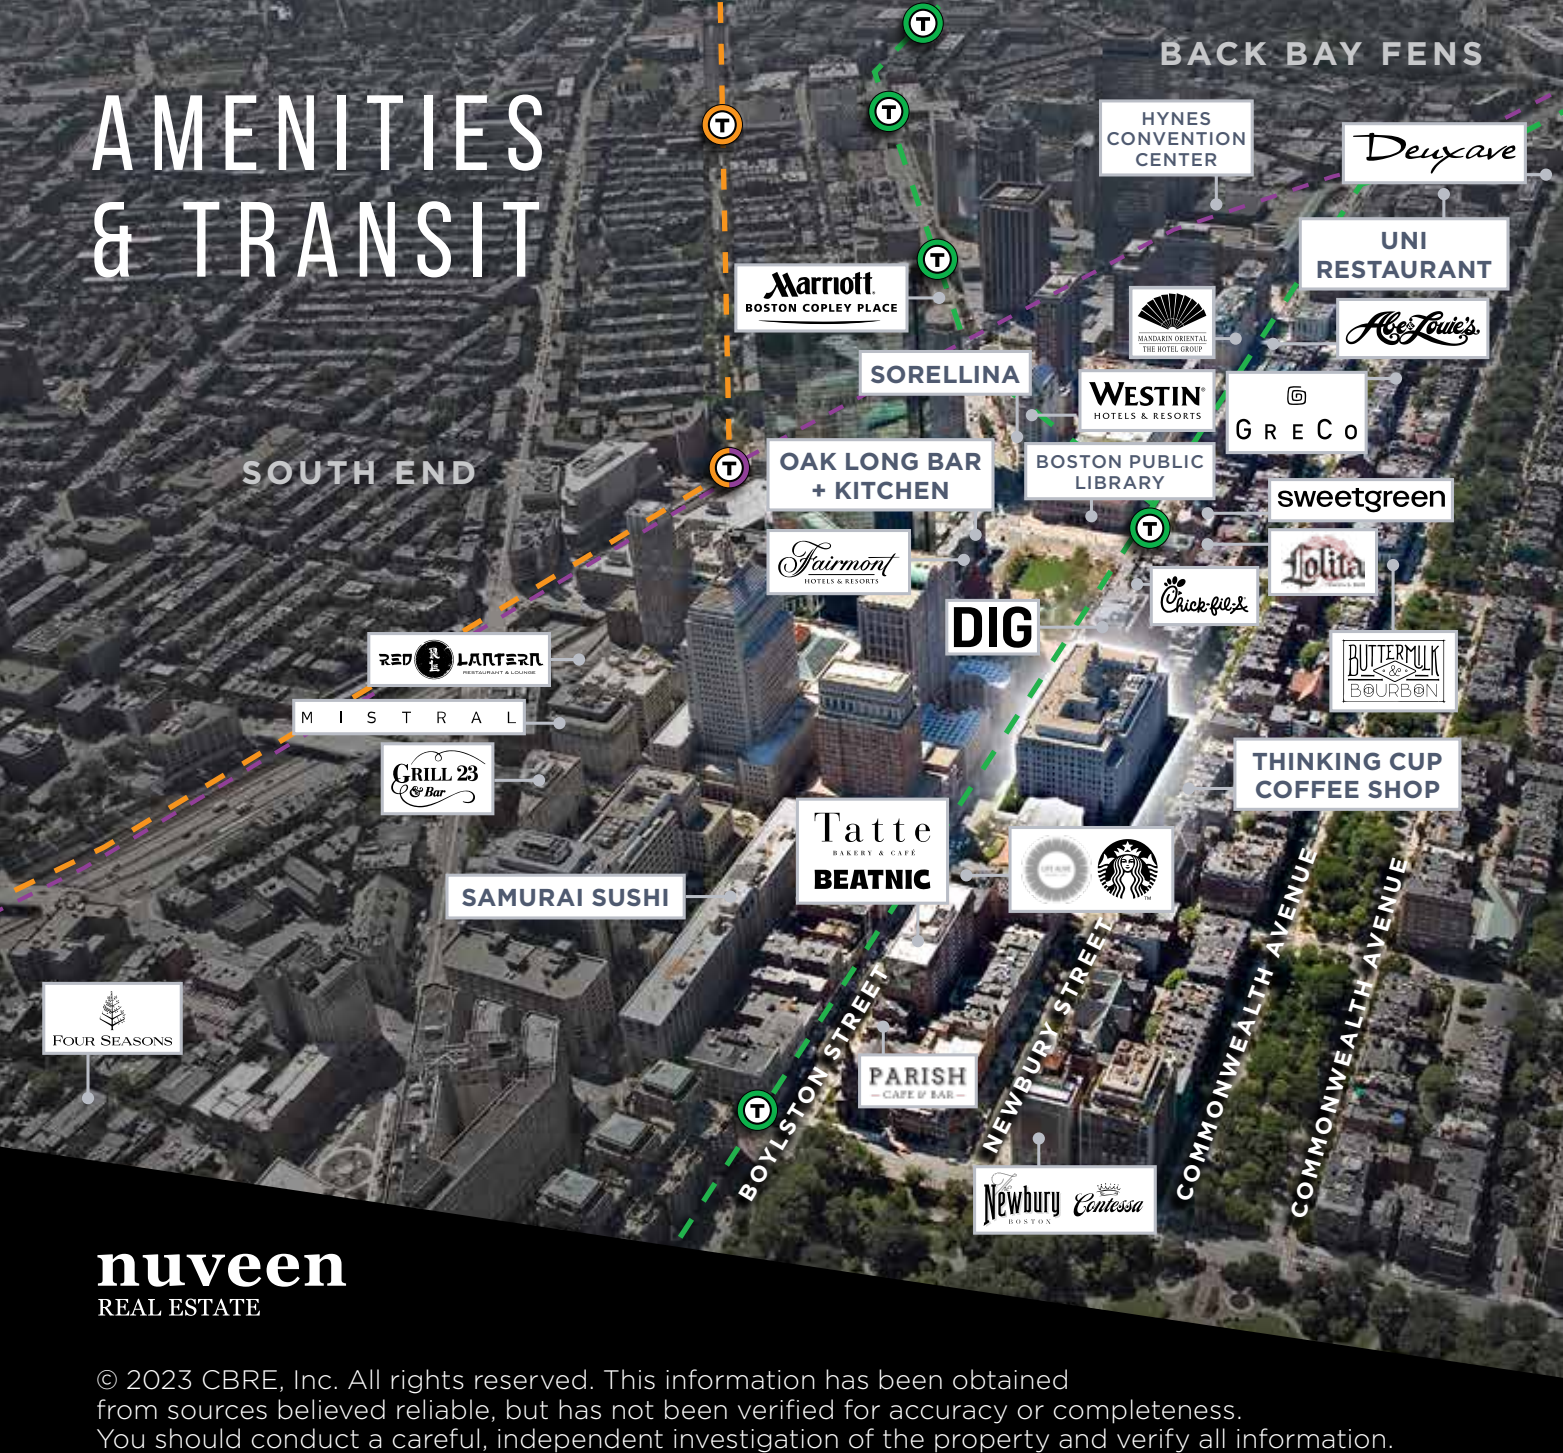 AMENITIES
& TRANSIT
BACK BAY FENS
HYNES
CONVENTION
CENTER
Deuxave
UNI
RESTAURANT
Marriott
BOSTON COPLEY PLACE
MANDARIN ORIENTAL
THE HOTEL GROUP
Abe & Louie's
SORELLINA
WESTIN
HOTELS & RESORTS
GRECO
SOUTH END
OAK LONG BAR
+ KITCHEN
BOSTON PUBLIC
LIBRARY
sweetgreen
Fairmont
HOTELS & RESORTS
Lolita
Chick-fil-A
DIG
RED LANTERN
RESTAURANT & LOUNGE
BUTTERMILK
&
BOURBON
MISTRAL
GRILL 23
& Bar
THINKING CUP
COFFEE SHOP
Tatte
BAKERY & CAFÉ
BEATNIC
SAMURAI SUSHI
FOUR SEASONS
PARISH
CAFE & BAR
BOYLSTON STREET
NEWBURY STREET
COMMONWEALTH AVENUE
COMMONWEALTH AVENUE
The Newbury
BOSTON
Contessa
T
T
T
T
T
T
T
nuveen
REAL ESTATE
© 2023 CBRE, Inc. All rights reserved. This information has been obtained
from sources believed reliable, but has not been verified for accuracy or completeness.
You should conduct a careful, independent investigation of the property and verify all information.